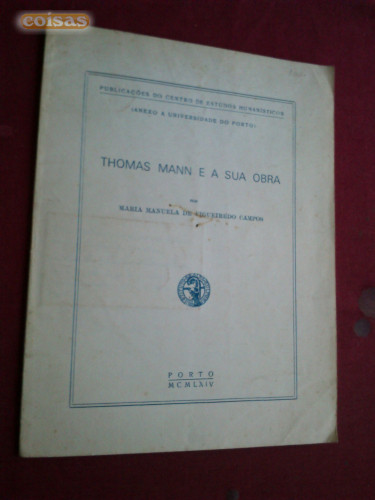 coisas
PUBLICAÇÕES DO CENTRO DE ESTUDOS HUMANÍSTICOS
(ANEXO À UNIVERSIDADE DO PORTO)
THOMAS MANN E A SUA OBRA
POR
MARIA MANUELA DE FIGUEIREDO CAMPOS
PORTO
MCMLXIV